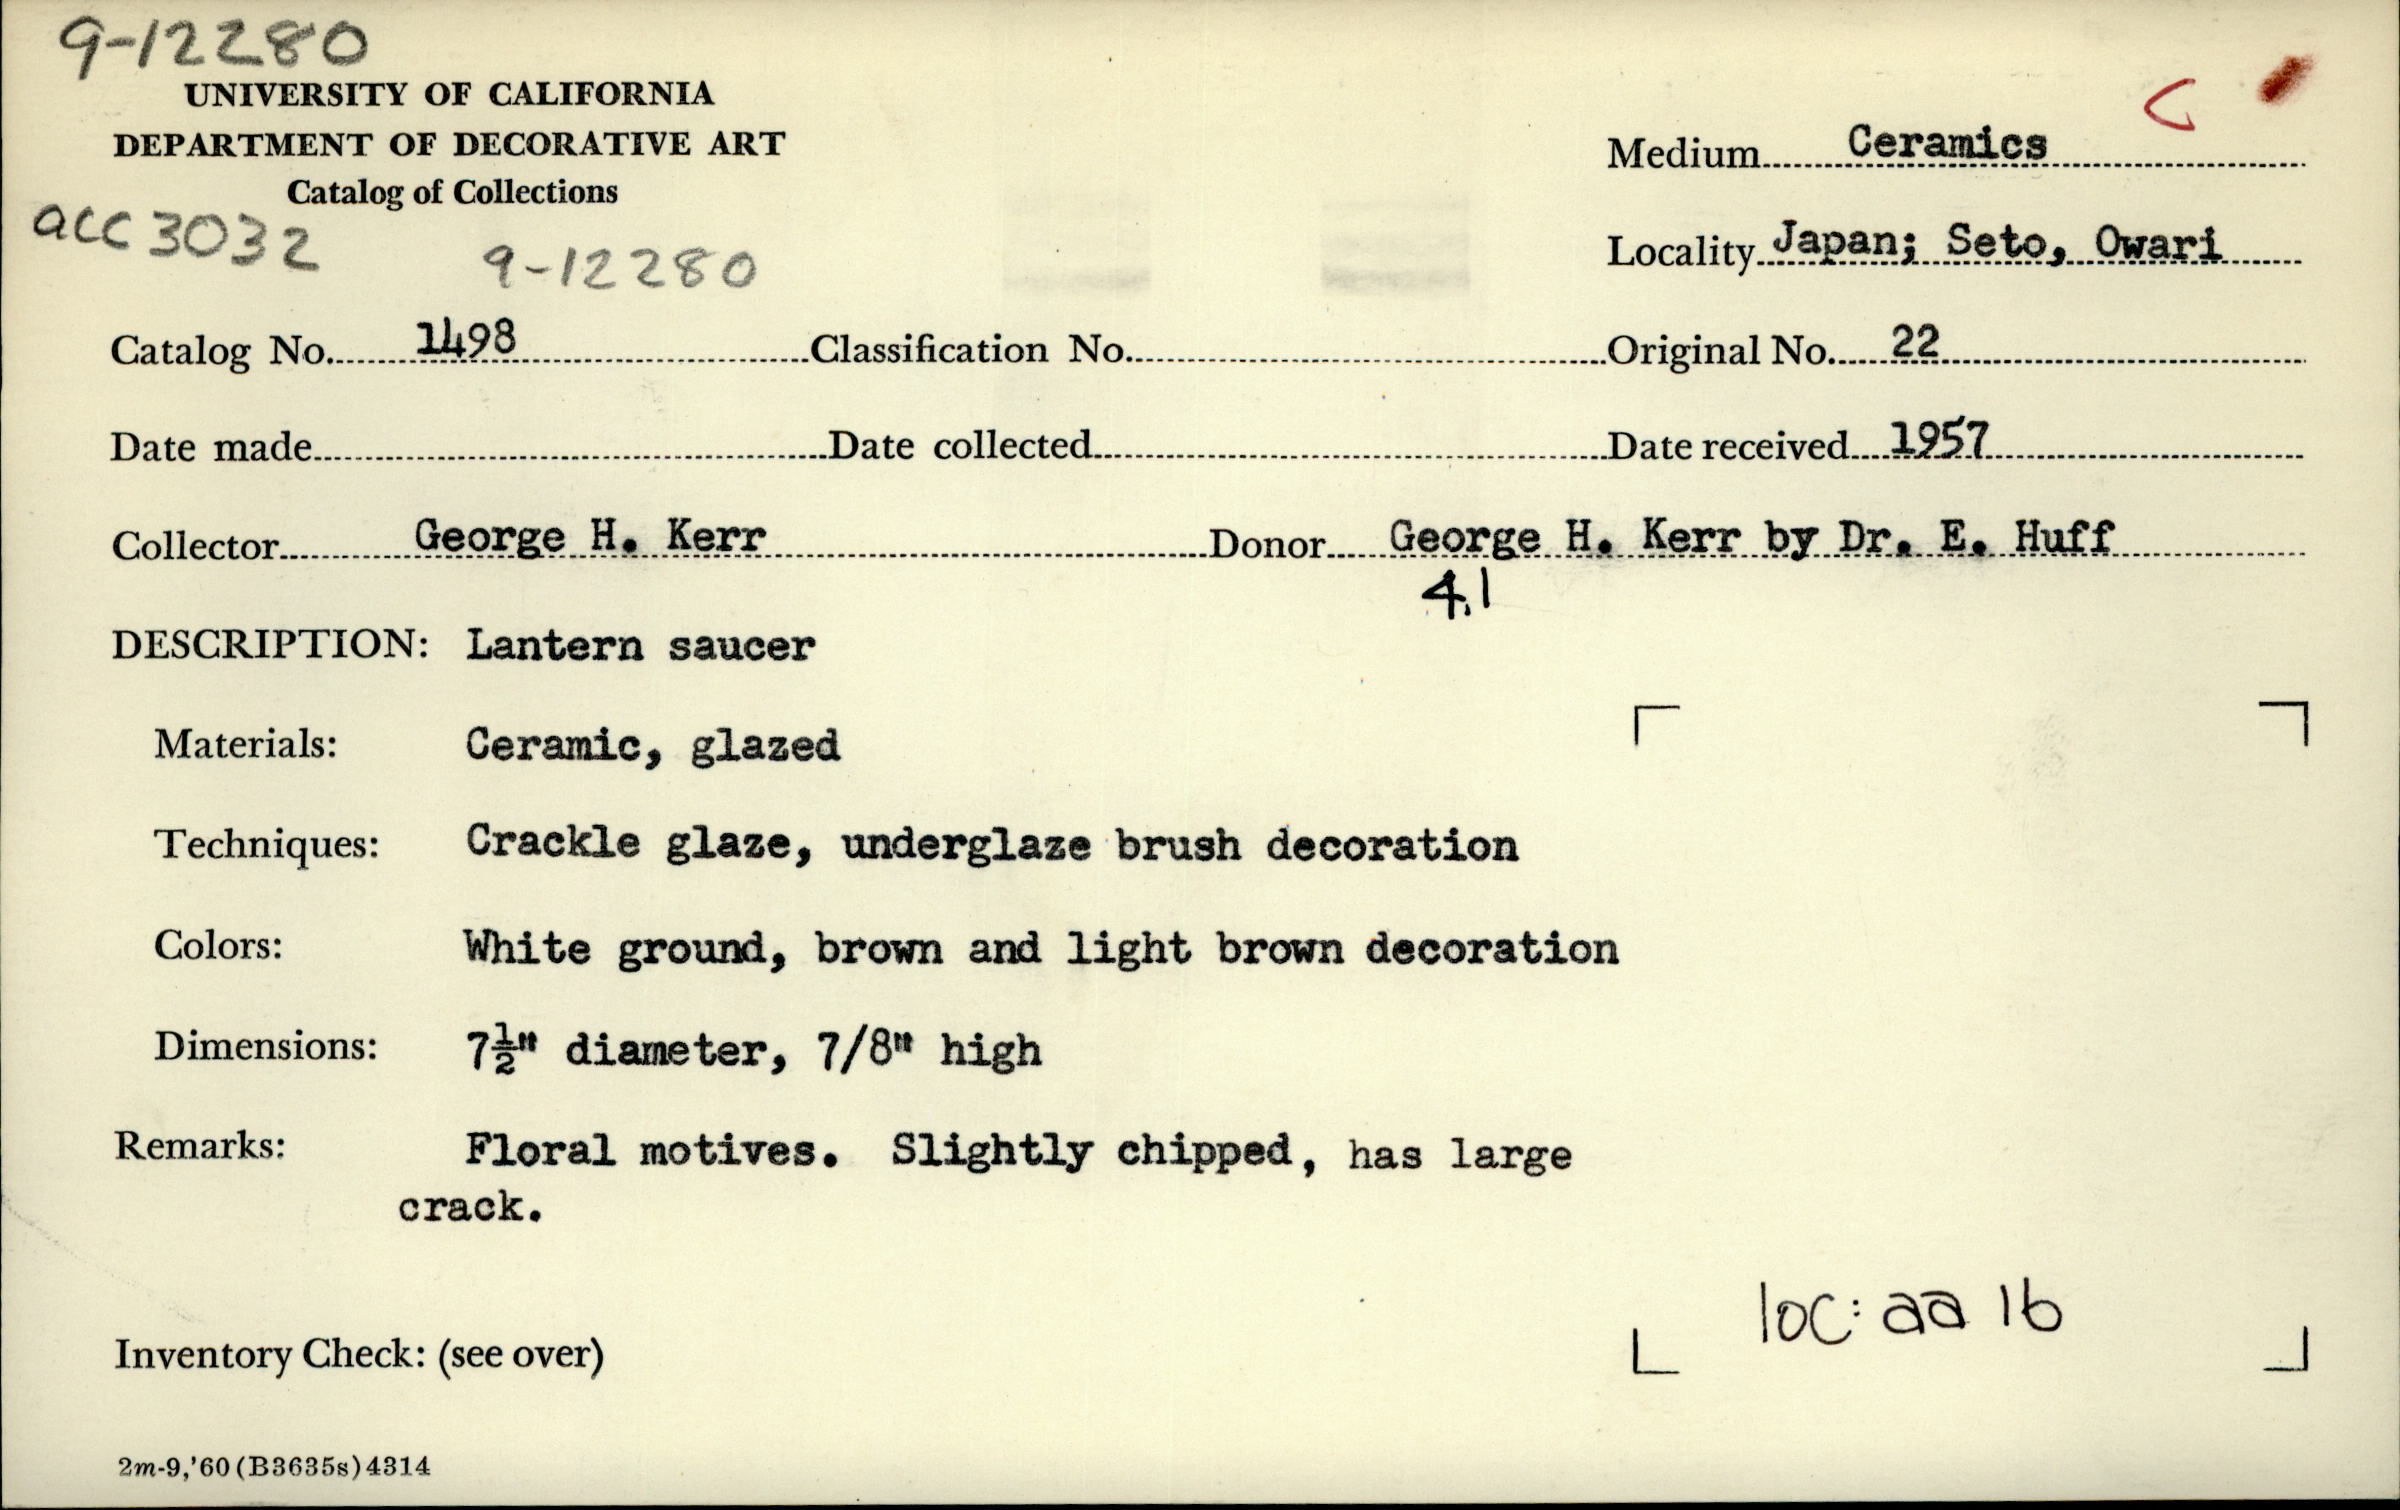 9-12280
UNIVERSITY OF CALIFORNIA
DEPARTMENT OF DECORATIVE ART
Catalog of Collections
acc 3032
9-12280
C
Medium Ceramics
Locality Japan; Seto, Owari
Catalog No. 1498 Classification No. Original No. 22
Date made Date collected Date received 1957
Collector George H. Kerr Donor George H. Kerr by Dr. E. Huff
4.1
DESCRIPTION: Lantern saucer
Materials: Ceramic, glazed
Techniques: Crackle glaze, underglaze brush decoration
Colors: White ground, brown and light brown decoration
Dimensions: 7½" diameter, 7/8" high
Remarks: Floral motives. Slightly chipped, has large
crack.
loc: aa 16
Inventory Check: (see over)
2m-9,'60(B3635s)4314